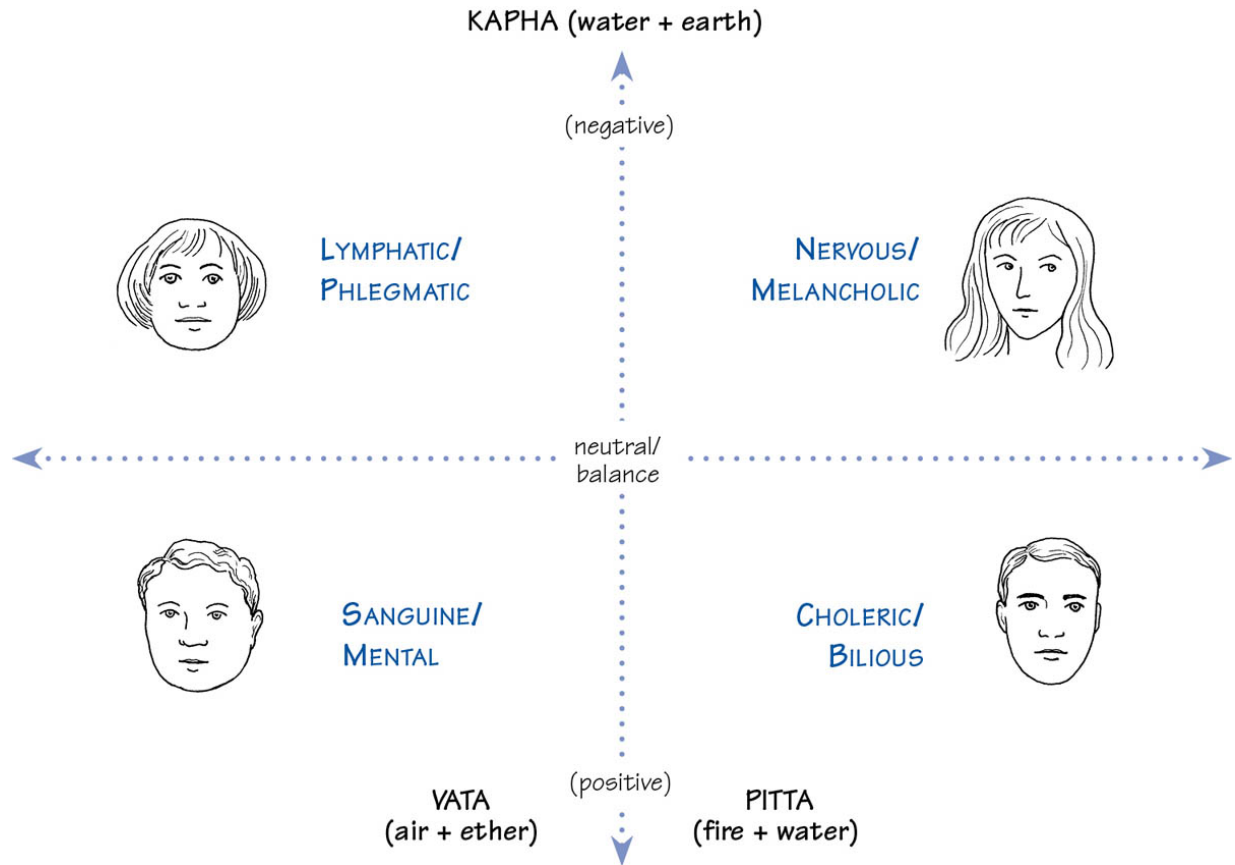 KAPHA (water + earth)
(negative)
LYMPHATIC/
PHLEGMATIC
NERVOUS/
MELANCHOLIC
neutral/
balance
SANGUINE/
MENTAL
CHOLERIC/
BILIOUS
(positive)
VATA
(air + ether)
PITTA
(fire + water)